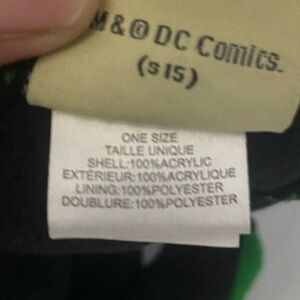 M & © DC Comics.
(s15)
ONE SIZE
TAILLE UNIQUE
SHELL:100%ACRYLIC
EXTÉRIEUR:100%ACRYLIQUE
LINING:100%POLYESTER
DOUBLURE:100%POLYESTER